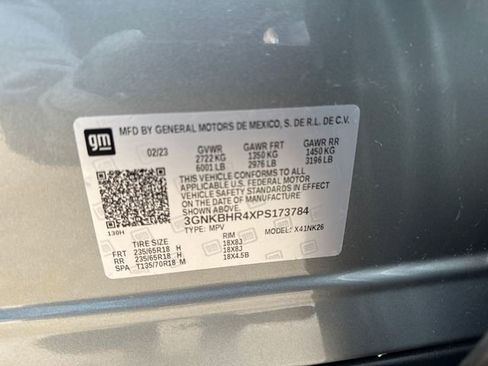 gm
MFD BY GENERAL MOTORS DE MEXICO, S. DE R.L. DE C.V.
02/23 GVWR GAWR FRT GAWR RR
2722 KG 1350 KG 1450 KG
6001 LB 2976 LB 3196 LB
THIS VEHICLE CONFORMS TO ALL
APPLICABLE U.S. FEDERAL MOTOR
VEHICLE SAFETY STANDARDS IN EFFECT ON
THE DATE OF MANUFACTURE SHOWN ABOVE.
3GNKBHR4XPS173784
TYPE: MPV MODEL: X41NK26
130H
TIRE SIZE RIM
FRT 235/65R18 H 18X8J
RR 235/65R18 H 18X8J
SPA T135/70R18 M 18X4.5B